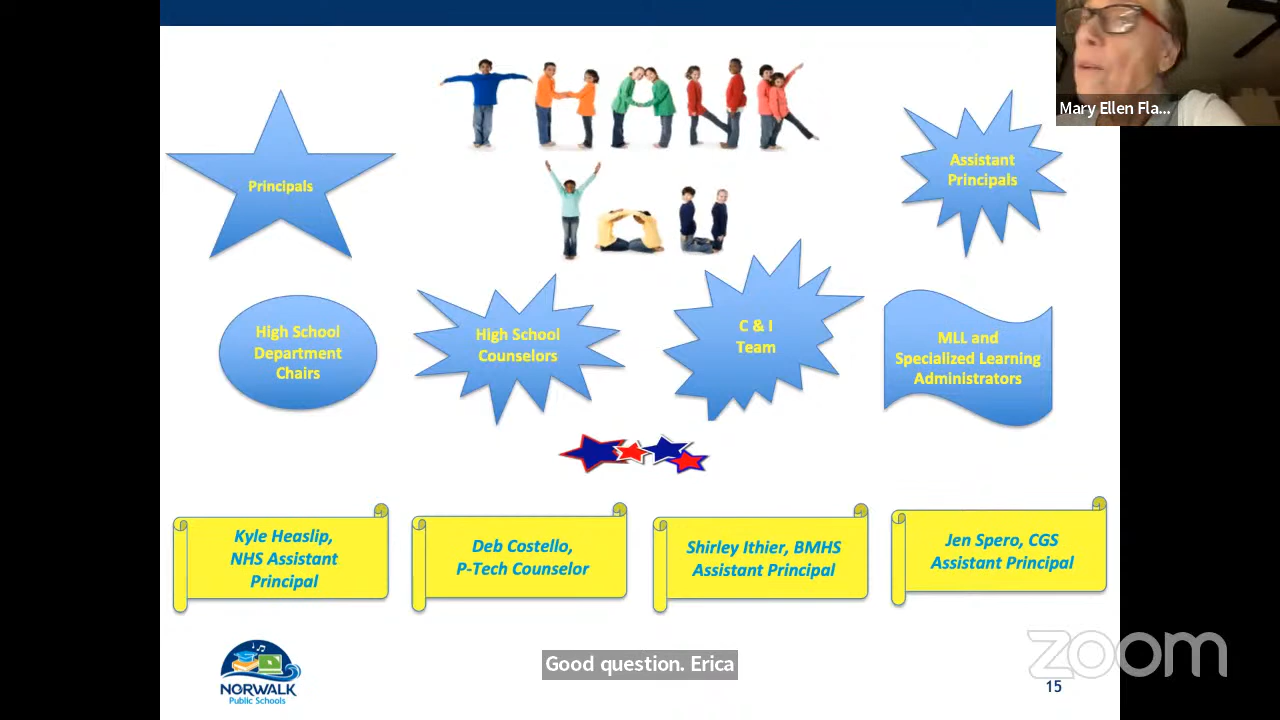 THANK
YOU
Mary Ellen Fla...
Principals
Assistant
Principals
High School
Department
Chairs
High School
Counselors
C & I
Team
MLL and
Specialized Learning
Administrators
Kyle Heaslip,
NHS Assistant
Principal
Deb Costello,
P-Tech Counselor
Shirley Ithier, BMHS
Assistant Principal
Jen Spero, CGS
Assistant Principal
NORWALK
Public Schools
Good question. Erica
zoom
15